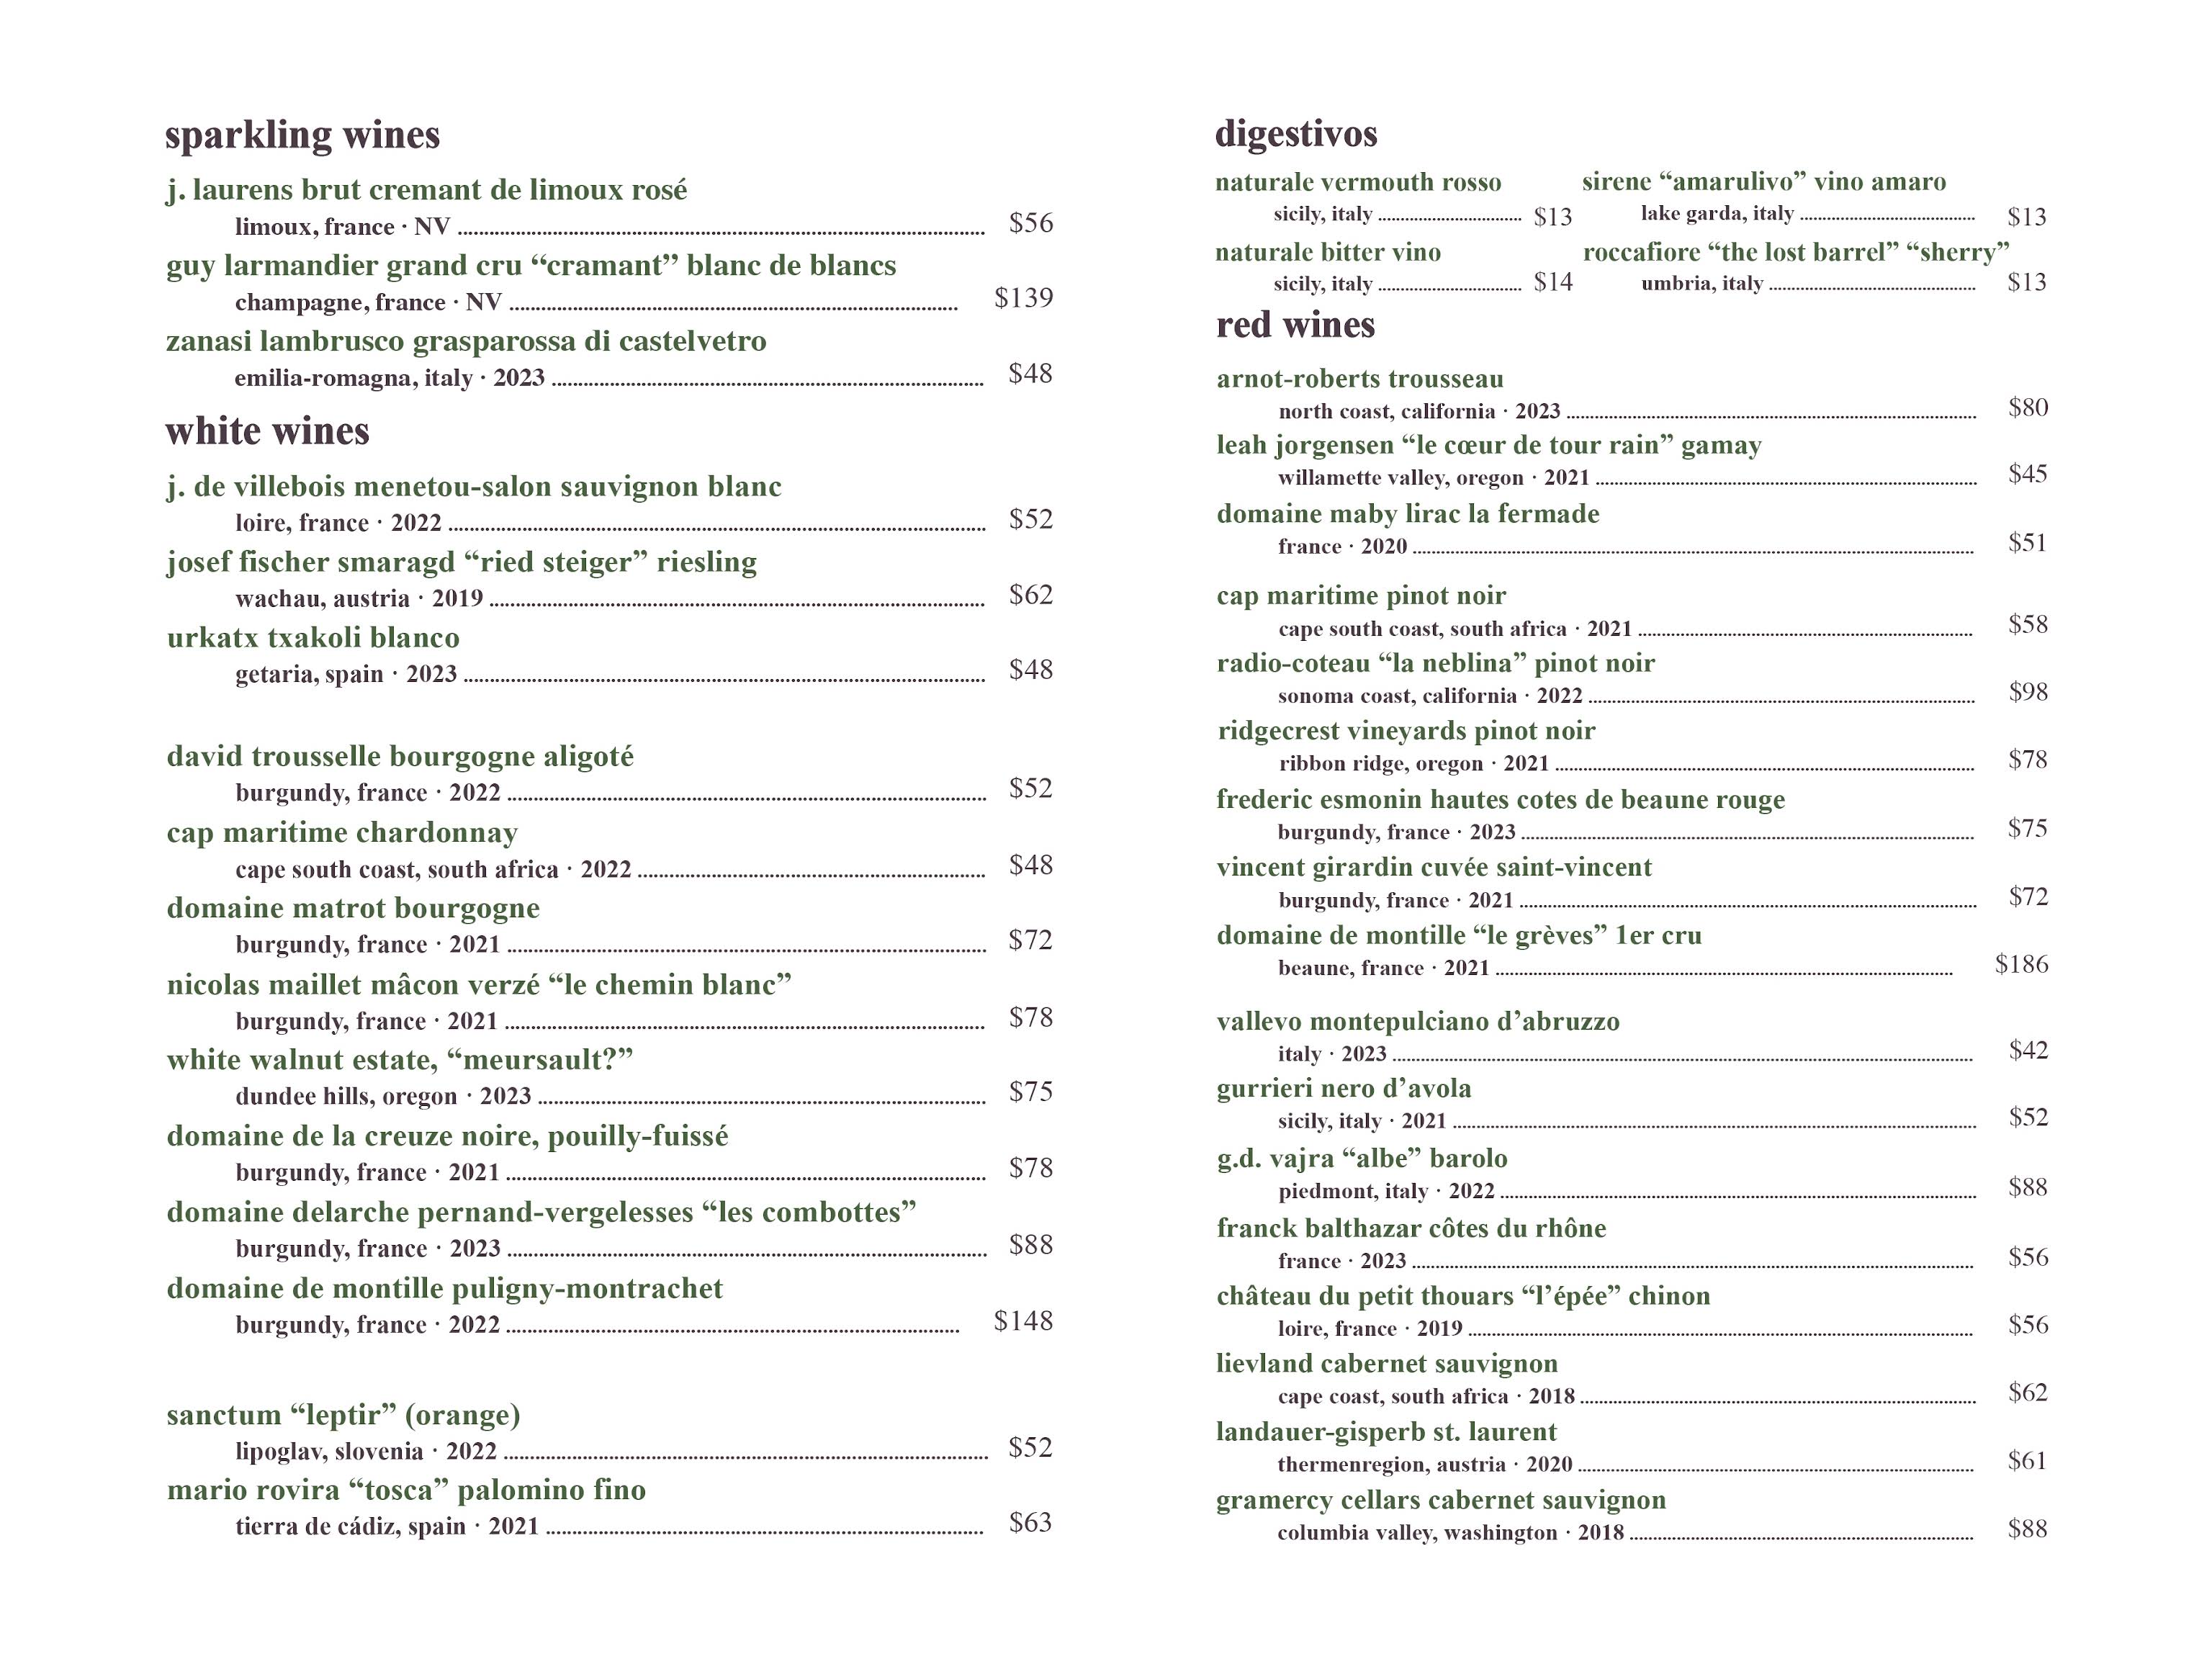 sparkling wines
j. laurens brut cremant de limoux rosé
limoux, france · NV ........ $56
guy larmandier grand cru “cramant” blanc de blancs
champagne, france · NV ........ $139
zanasi lambrusco grasparossa di castelvetro
emilia-romagna, italy · 2023 ........ $48
white wines
j. de villebois menetou-salon sauvignon blanc
loire, france · 2022 ........ $52
josef fischer smaragd “ried steiger” riesling
wachau, austria · 2019 ........ $62
urkatx txakoli blanco
getaria, spain · 2023 ........ $48
david trousselle bourgogne aligoté
burgundy, france · 2022 ........ $52
cap maritime chardonnay
cape south coast, south africa · 2022 ........ $48
domaine matrot bourgogne
burgundy, france · 2021 ........ $72
nicolas maillet mâcon verzé “le chemin blanc”
burgundy, france · 2021 ........ $78
white walnut estate, “meursault?”
dundee hills, oregon · 2023 ........ $75
domaine de la creuze noire, pouilly-fuissé
burgundy, france · 2021 ........ $78
domaine delarche pernand-vergelesses “les combottes”
burgundy, france · 2023 ........ $88
domaine de montille puligny-montrachet
burgundy, france · 2022 ........ $148
sanctum “leptir” (orange)
lipoglav, slovenia · 2022 ........ $52
mario rovira “tosca” palomino fino
tierra de cádiz, spain · 2021 ........ $63
digestivos
naturale vermouth rosso
sicily, italy ........ $13
sirene “amarulivo” vino amaro
lake garda, italy ........ $13
naturale bitter vino
sicily, italy ........ $14
roccafiore “the lost barrel” “sherry”
umbria, italy ........ $13
red wines
arnot-roberts trousseau
north coast, california · 2023 ........ $80
leah jorgensen “le cœur de tour rain” gamay
willamette valley, oregon · 2021 ........ $45
domaine maby lirac la fermade
france · 2020 ........ $51
cap maritime pinot noir
cape south coast, south africa · 2021 ........ $58
radio-coteau “la neblina” pinot noir
sonoma coast, california · 2022 ........ $98
ridgecrest vineyards pinot noir
ribbon ridge, oregon · 2021 ........ $78
frederic esmonin hautes cotes de beaune rouge
burgundy, france · 2023 ........ $75
vincent girardin cuvée saint-vincent
burgundy, france · 2021 ........ $72
domaine de montille “le grèves” 1er cru
beaune, france · 2021 ........ $186
vallevo montepulciano d’abruzzo
italy · 2023 ........ $42
gurrieri nero d’avola
sicily, italy · 2021 ........ $52
g.d. vajra “albe” barolo
piedmont, italy · 2022 ........ $88
franck balthazar côtes du rhône
france · 2023 ........ $56
château du petit thouars “l’épée” chinon
loire, france · 2019 ........ $56
lievland cabernet sauvignon
cape coast, south africa · 2018 ........ $62
landauer-gisperb st. laurent
thermenregion, austria · 2020 ........ $61
gramercy cellars cabernet sauvignon
columbia valley, washington · 2018 ........ $88